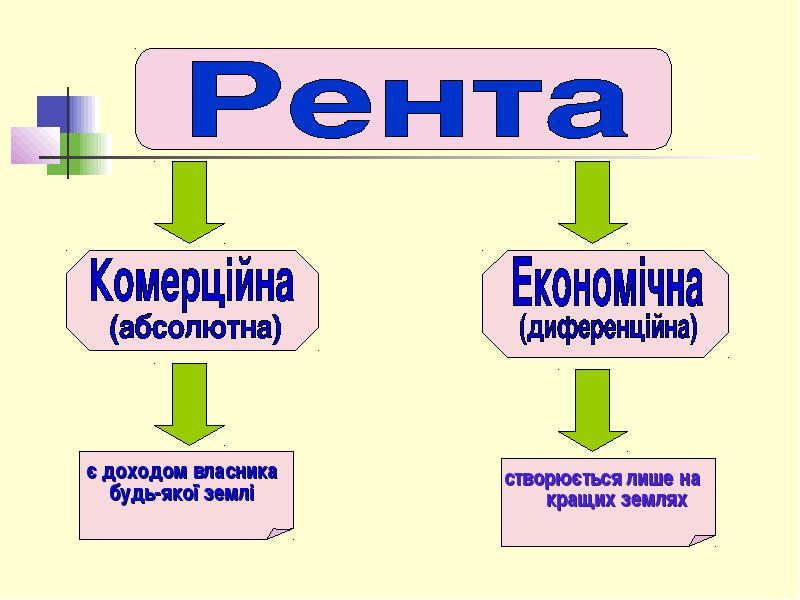 Рента
Комерційна
(абсолютна)
Економічна
(диференційна)
є доходом власника
будь-якої землі
створюється лише на
кращих землях